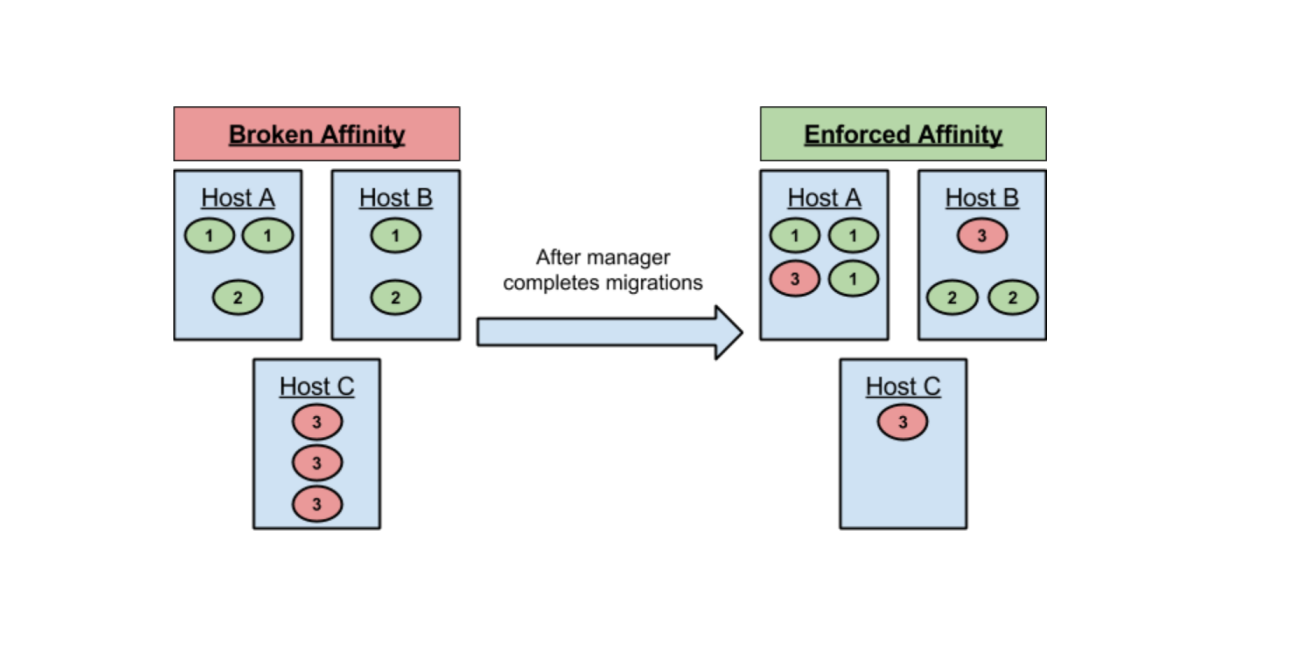 Broken Affinity
Host A
1 1
2
Host B
1
2
Host C
3
3
3
After manager
completes migrations
Enforced Affinity
Host A
1 1
3 1
Host B
3
2 2
Host C
3